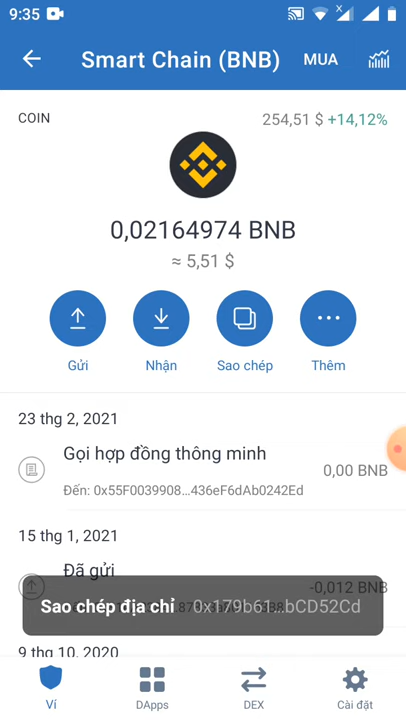 9:35
Smart Chain (BNB)
MUA
COIN
254,51 $ +14,12%
0,02164974 BNB
≈ 5,51 $
Gửi
Nhận
Sao chép
Thêm
23 thg 2, 2021
Gọi hợp đồng thông minh
0,00 BNB
Đến: 0x55F0039908...436eF6dAb0242Ed
15 thg 1, 2021
Đã gửi
-0,012 BNB
Sao chép địa chỉ 0x179b61...bCD52Cd
9 thg 10, 2020
Ví
DApps
DEX
Cài đặt